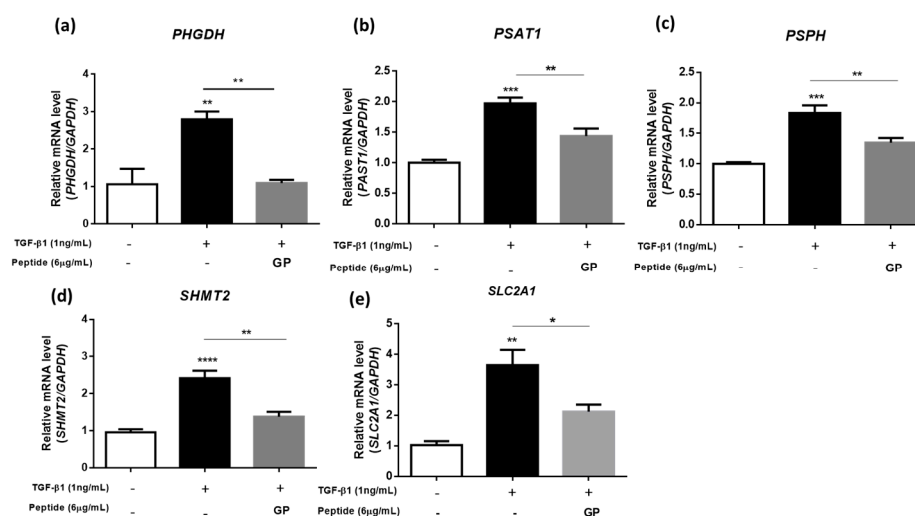 (a)
PHGDH
Relative mRNA level
(PHGDH/GAPDH)
4
3
2
1
0
**
**
TGF-β1 (1ng/mL) - + +
Peptide (6μg/mL) - - GP
(b)
PSAT1
Relative mRNA level
(PAST1/GAPDH)
2.5
2.0
1.5
1.0
0.5
0.0
***
**
TGF-β1 (1ng/mL) - + +
Peptide (6μg/mL) - - GP
(c)
PSPH
Relative mRNA level
(PSPH/GAPDH)
2.5
2.0
1.5
1.0
0.5
0.0
***
**
TGF-β1 (1ng/mL) - + +
Peptide (6μg/mL) - - GP
(d)
SHMT2
Relative mRNA level
(SHMT2/GAPDH)
4
3
2
1
0
****
**
TGF-β1 (1ng/mL) - + +
Peptide (6μg/mL) - - GP
(e)
SLC2A1
Relative mRNA level
(SLC2A1/GAPDH)
5
4
3
2
1
0
**
*
TGF-β1 (1ng/mL) - + +
Peptide (6μg/mL) - - GP